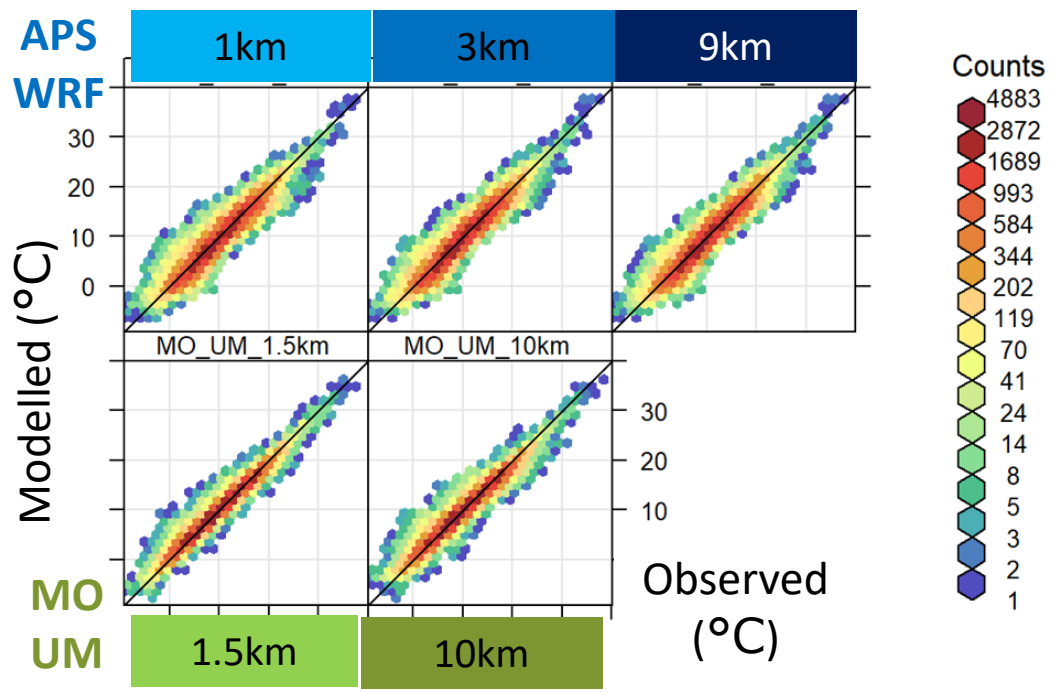 APS
WRF
1km
3km
9km
Counts
4883
2872
1689
993
584
344
202
119
70
41
24
14
8
5
3
2
1
Modelled (°C)
30
20
10
0
MO_UM_1.5km
MO_UM_10km
30
20
10
Observed
(°C)
MO
UM
1.5km
10km